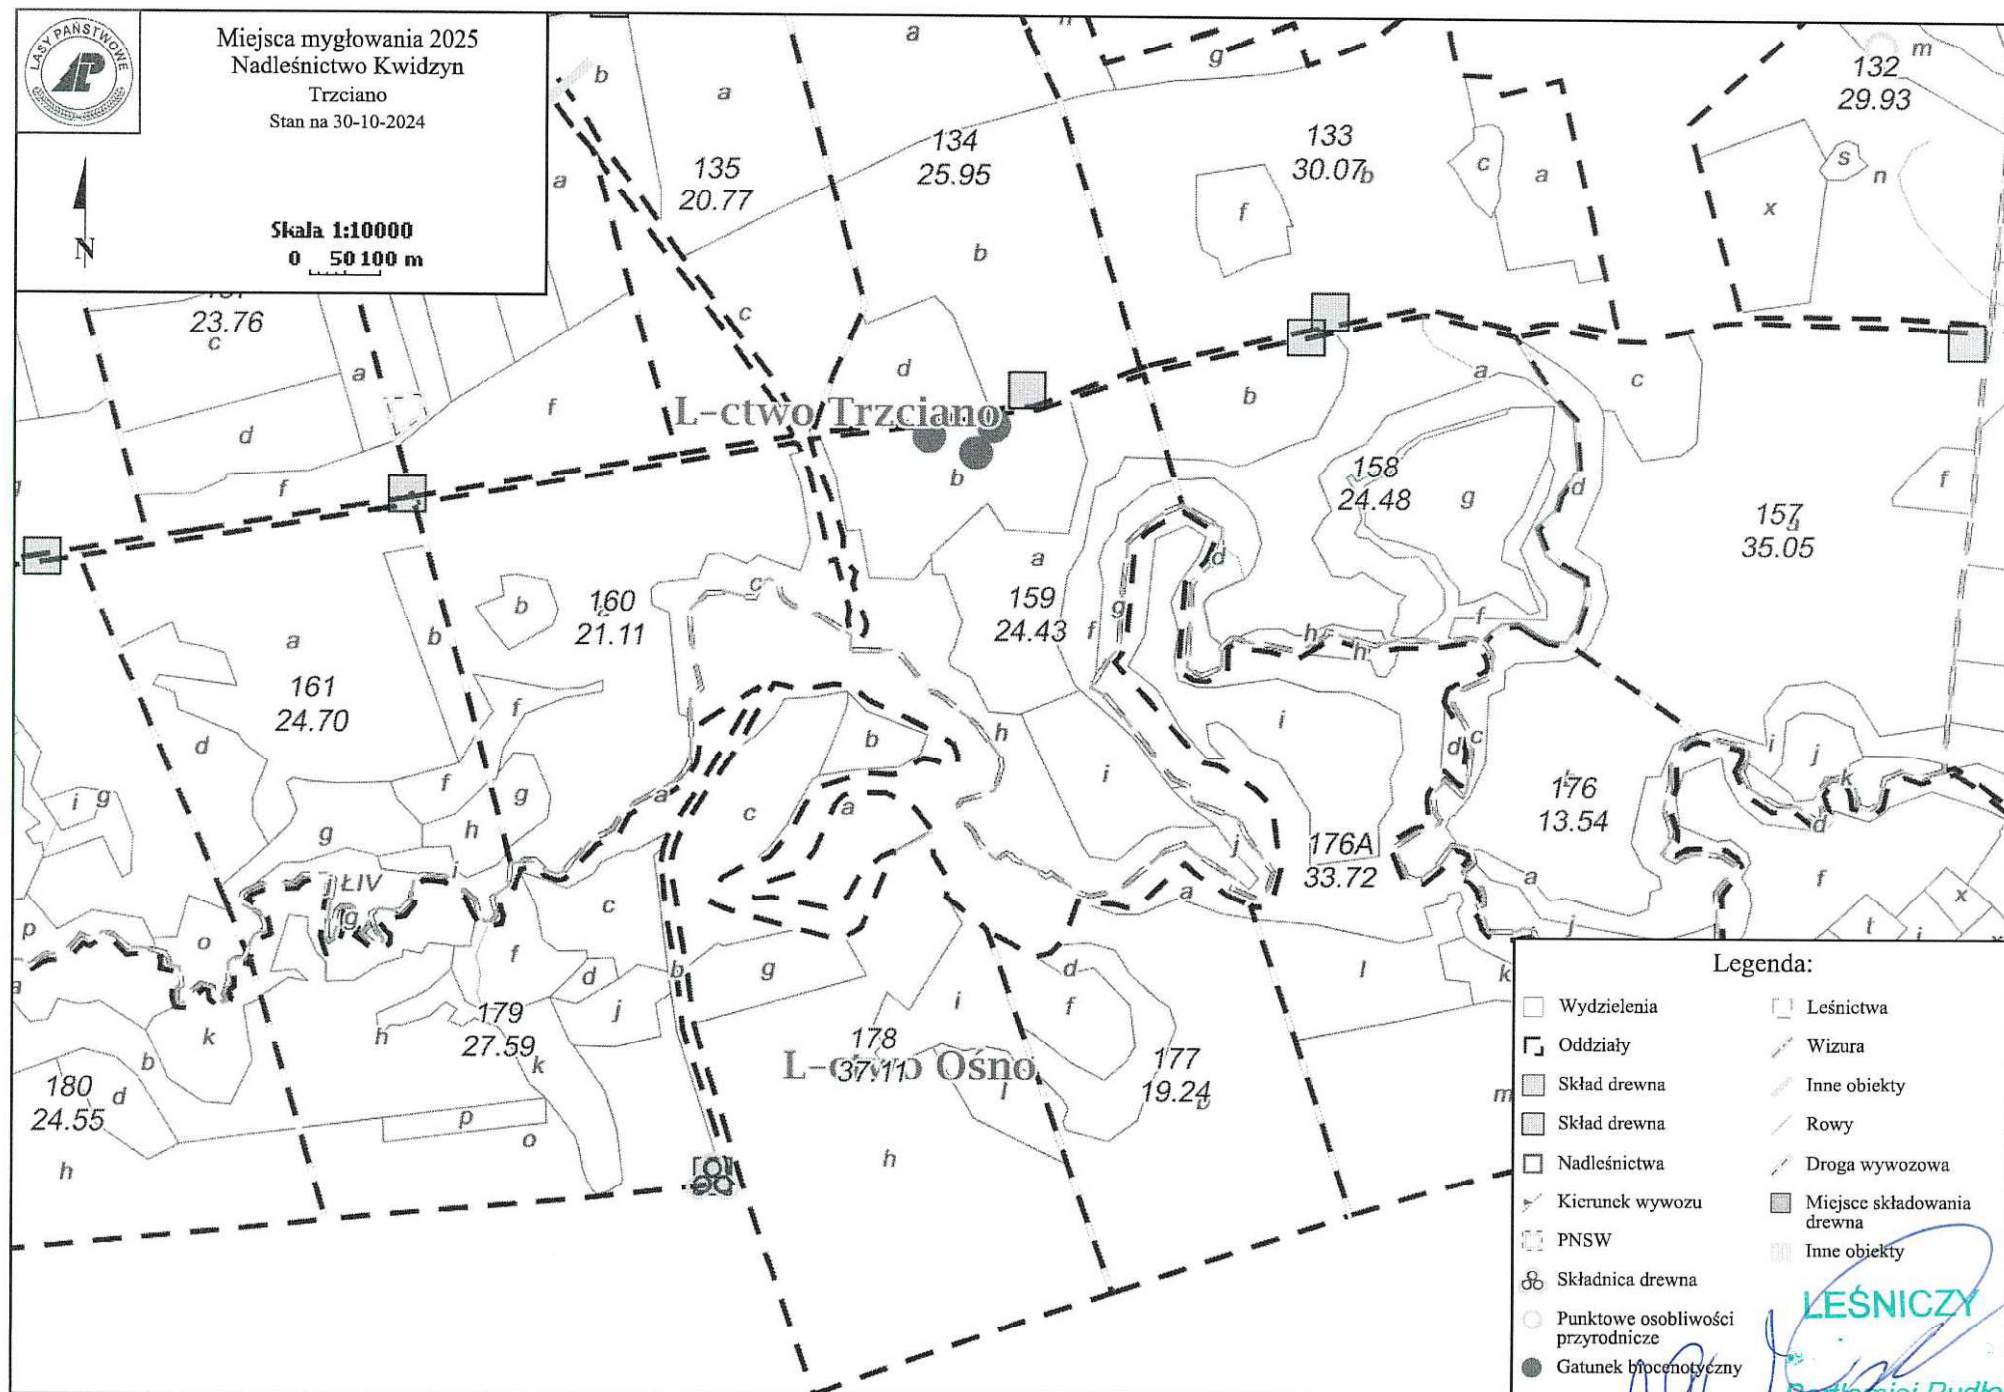 LASY PAŃSTWOWE
Miejsca mygłowania 2025
Nadleśnictwo Kwidzyn
Trzciano
Stan na 30-10-2024
N
Skala 1:10000
0 50 100 m
a
g
b
a
a
135
20.77
134
25.95
b
133
30.07
b
f
c
a
132
29.93
m
s
n
x
23.76
c
a
d
f
f
c
d
L-ctwo Trzciano
b
b
a
c
158
24.48
g
d
157
35.05
f
a
161
24.70
b
b
160
21.11
c
a
159
24.43
f
g
d
h
h
f
d
f
f
g
h
g
i
g
i
ŁIV
g
a
b
c
a
h
i
j
i
d
c
176
13.54
176A
33.72
i
j
k
d
f
x
t
i
a
j
p
a
o
k
b
c
f
d
j
b
g
a
d
f
i
l
k
m
179
27.59
h
k
178
37.11
L-ctwo Ośno
177
19.24
b
l
180
24.55
d
h
p
o
h
Legenda:
Wydzielenia
Oddziały
Skład drewna
Skład drewna
Nadleśnictwa
Kierunek wywozu
PNSW
Składnica drewna
Punktowe osobliwości
przyrodnicze
Gatunek biocenotyczny
Leśnictwa
Wizura
Inne obiekty
Rowy
Droga wywozowa
Miejsce składowania
drewna
Inne obiekty
LEŚNICZY